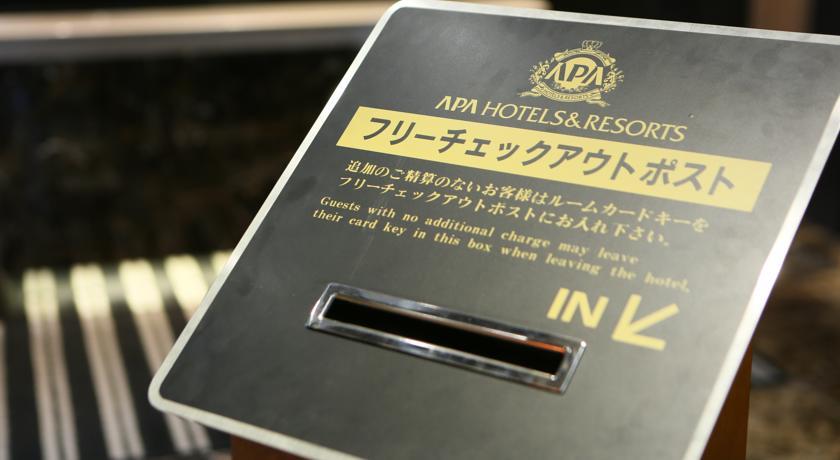 APA
APA HOTELS & RESORTS
フリーチェックアウトポスト
追加のご精算のないお客様はルームカードキーを
フリーチェックアウトポストにお入れ下さい。
Guests with no additional charge may leave
their card key in this box when leaving the hotel.
IN